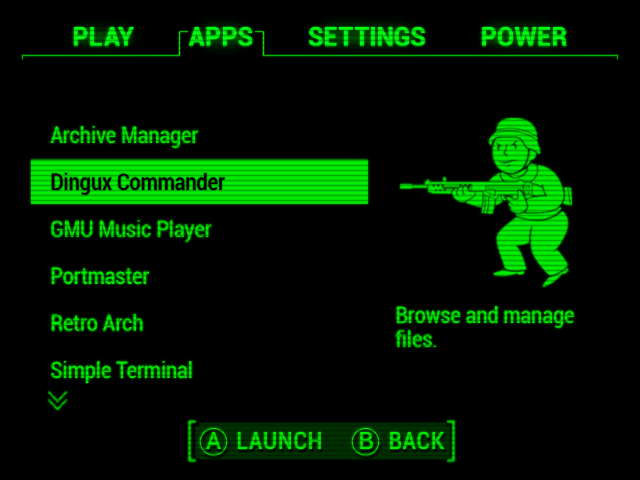 PLAY APPS SETTINGS POWER
Archive Manager
Dingux Commander
GMU Music Player
Portmaster
Retro Arch
Simple Terminal
Browse and manage
files.
A LAUNCH B BACK